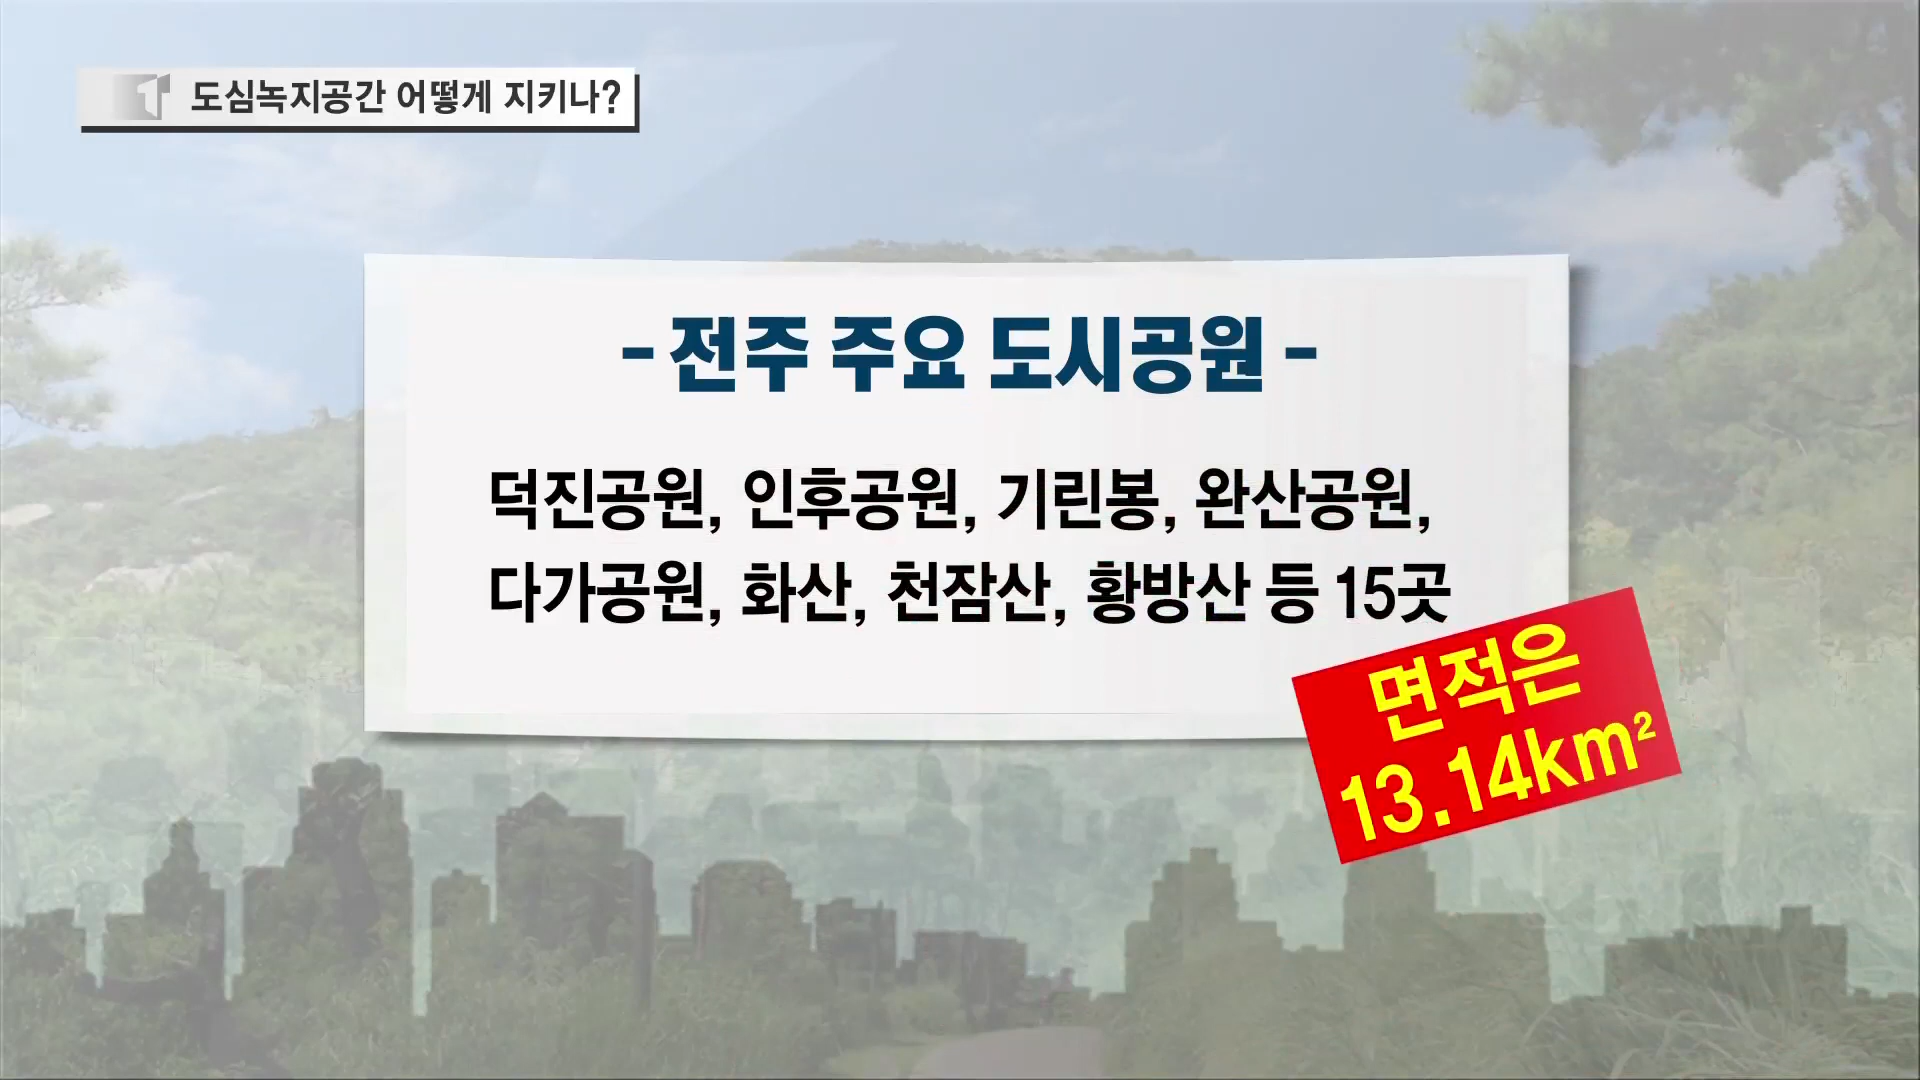 도심녹지공간 어떻게 지키나?
- 전주 주요 도시공원 -
덕진공원, 인후공원, 기린봉, 완산공원,
다가공원, 화산, 천잠산, 황방산 등 15곳
면적은
13.14km²